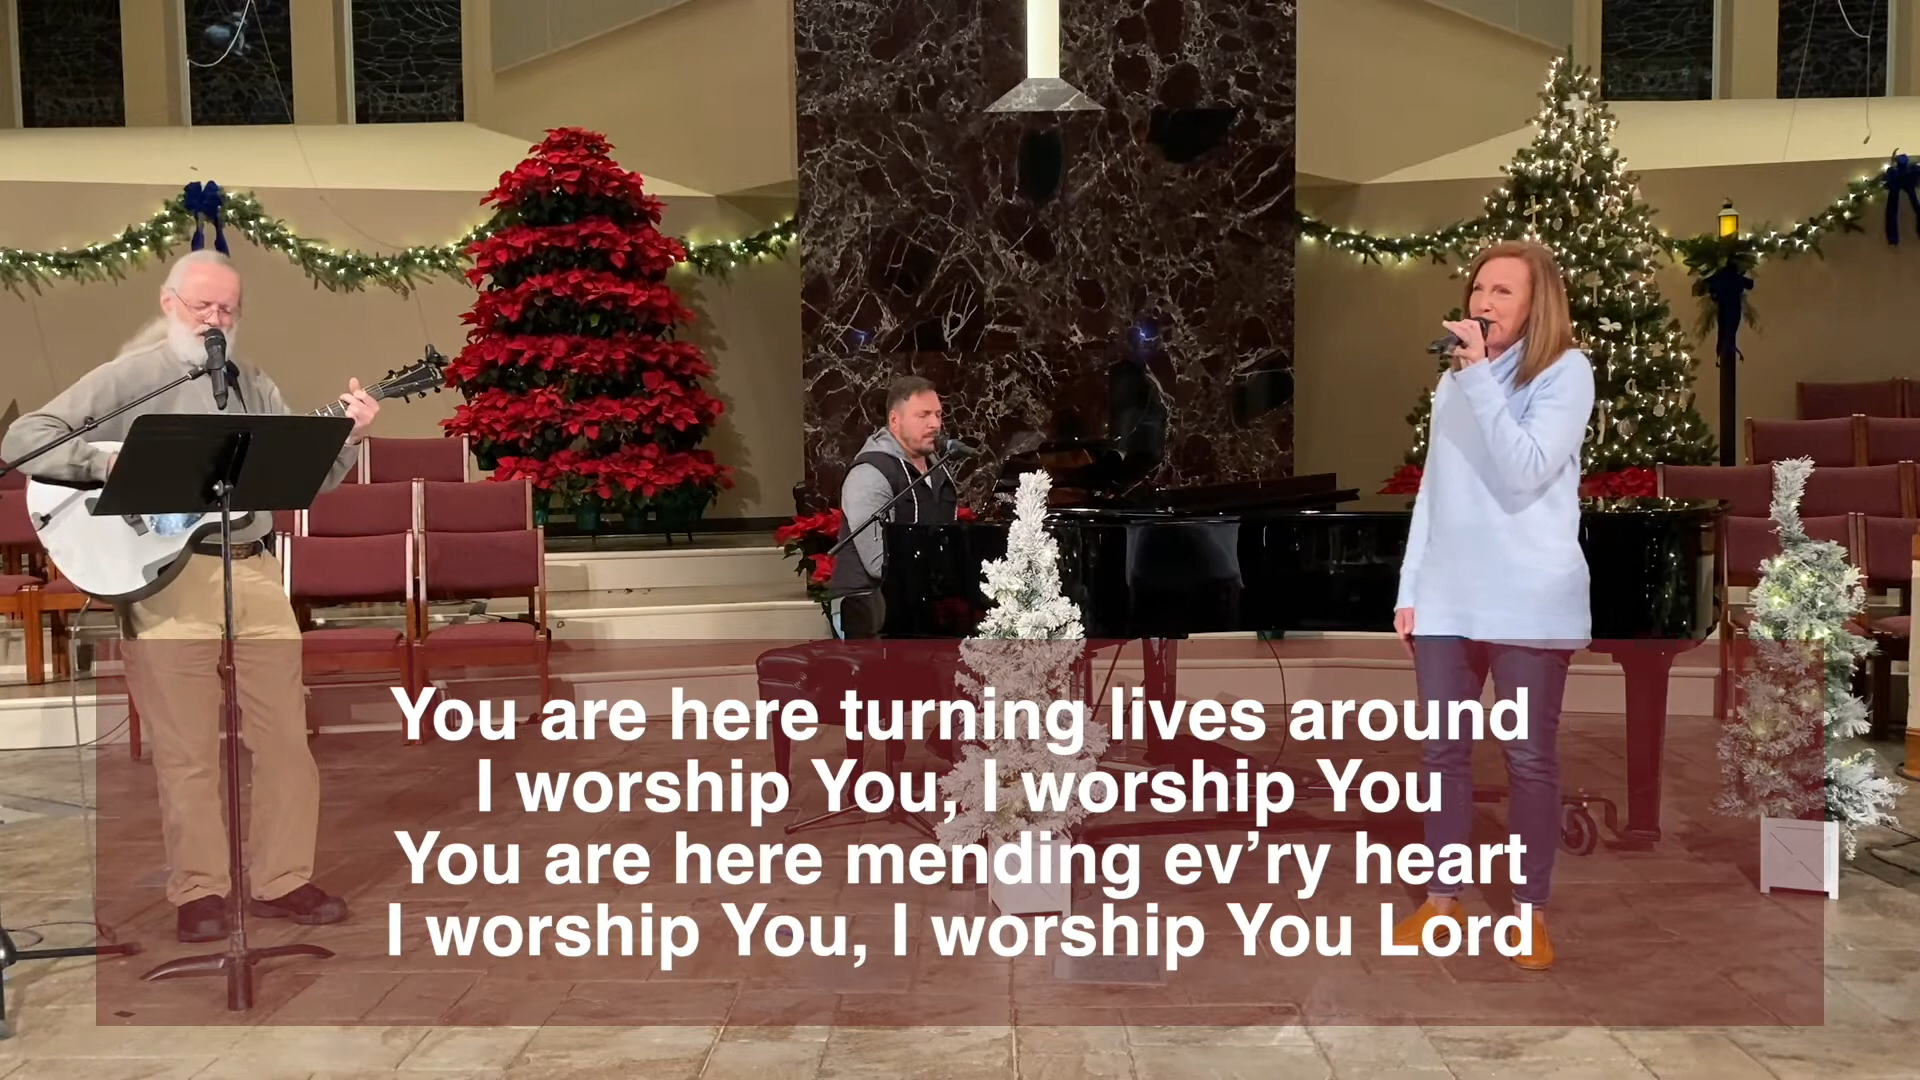 You are here turning lives around
I worship You, I worship You
You are here mending ev’ry heart
I worship You, I worship You Lord